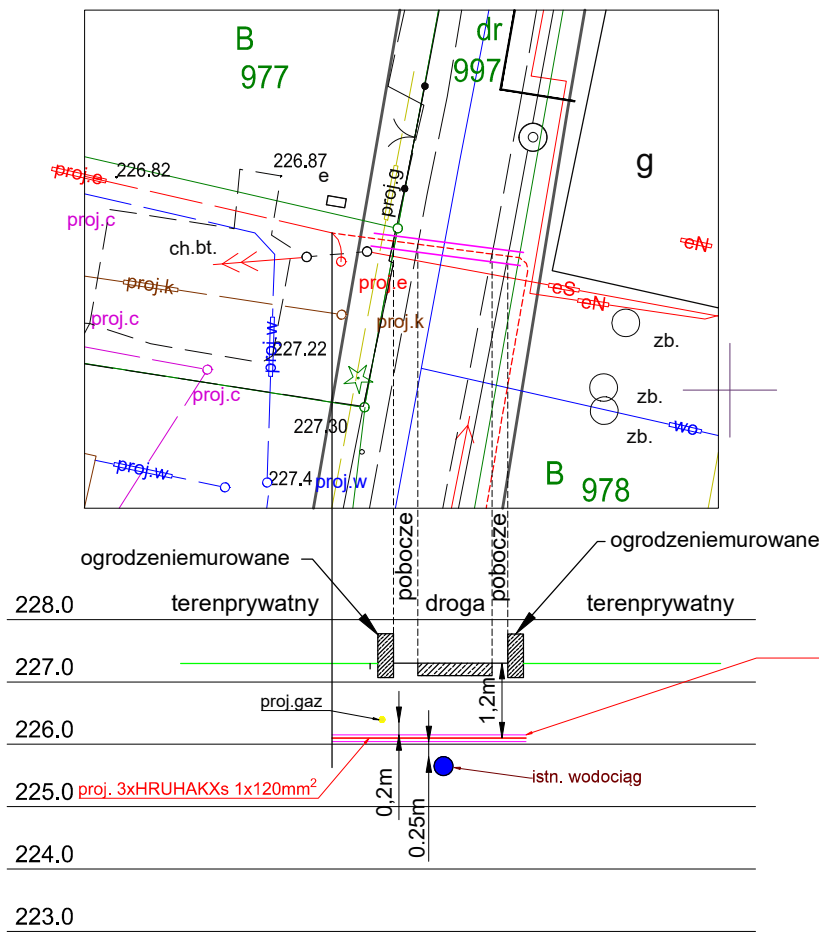 B
977
dr
997
g
226.82
226.87
e
proj.e
proj.g
proj.c
ch.bt.
proj.e
eN
eS
eN
proj.k
proj.k
proj.c
proj.w
227.22
zb.
zb.
zb.
proj.c
227.30
wo
proj.w
227.4
proj.w
B
978
pobocze
pobocze
ogrodzeniemurowane
ogrodzeniemurowane
228.0
terenprywatny
droga
terenprywatny
227.0
1,2m
proj.gaz
226.0
istn. wodociąg
225.0
proj. 3xHRUHAKXs 1x120mm²
0,2m
0.25m
224.0
223.0